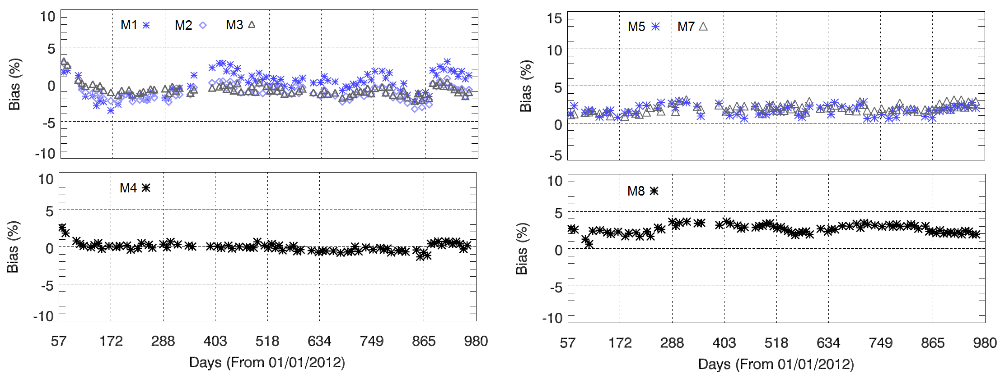 10
5
0
-5
-10
Bias (%)
M1 M2 M3
15
10
5
0
-5
Bias (%)
M5 M7
10
5
0
-5
-10
Bias (%)
M4
57 172 288 403 518 634 749 865 980
Days (From 01/01/2012)
10
5
0
-5
-10
Bias (%)
M8
57 172 288 403 518 634 749 865 980
Days (From 01/01/2012)